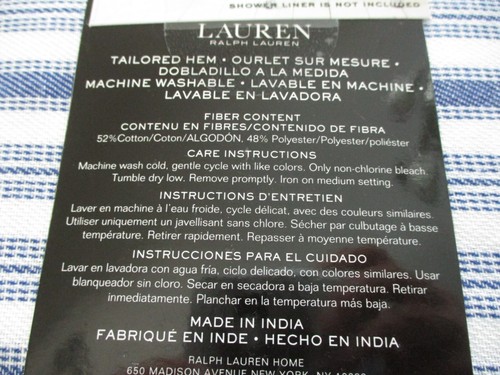 SHOWER LINER IS NOT INCLUDED
LAUREN
RALPH LAUREN
TAILORED HEM • OURLET SUR MESURE •
DOBLADILLO A LA MEDIDA
MACHINE WASHABLE • LAVABLE EN MACHINE •
LAVABLE EN LAVADORA
FIBER CONTENT
CONTENU EN FIBRES/CONTENIDO DE FIBRA
52%Cotton/Coton/ALGODÓN, 48% Polyester/Polyester/poliéster
CARE INSTRUCTIONS
Machine wash cold, gentle cycle with like colors. Only non-chlorine bleach.
Tumble dry low. Remove promptly. Iron on medium setting.
INSTRUCTIONS D'ENTRETIEN
Laver en machine à l'eau froide, cycle délicat, avec des couleurs similaires.
Utiliser uniquement un javellisant sans chlore. Sécher par culbutage à basse
température. Retirer rapidement. Repasser à moyenne température.
INSTRUCCIONES PARA EL CUIDADO
Lavar en lavadora con agua fría, ciclo delicado, con colores similares. Usar
blanqueador sin cloro. Secar en secadora a baja temperatura. Retirar
inmediatamente. Planchar en la temperatura más baja.
MADE IN INDIA
FABRIQUÉ EN INDE • HECHO EN INDIA
RALPH LAUREN HOME
650 MADISON AVENUE NEW YORK, NY